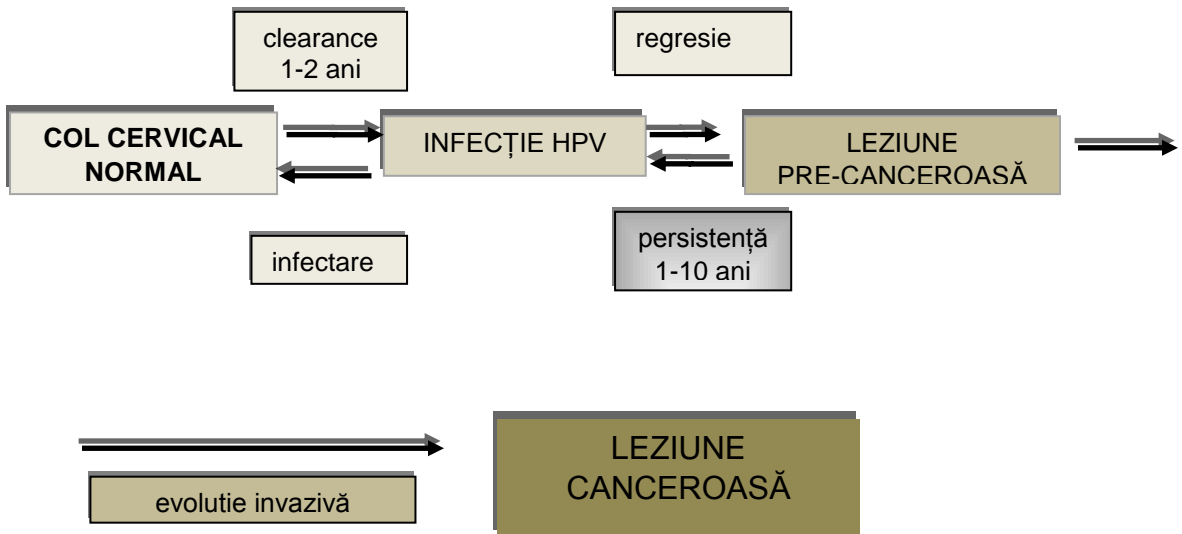 clearance
1-2 ani
regresie
COL CERVICAL
NORMAL
INFECȚIE HPV
LEZIUNE
PRE-CANCEROASĂ
infectare
persistență
1-10 ani
evolutie invazivă
LEZIUNE
CANCEROASĂ